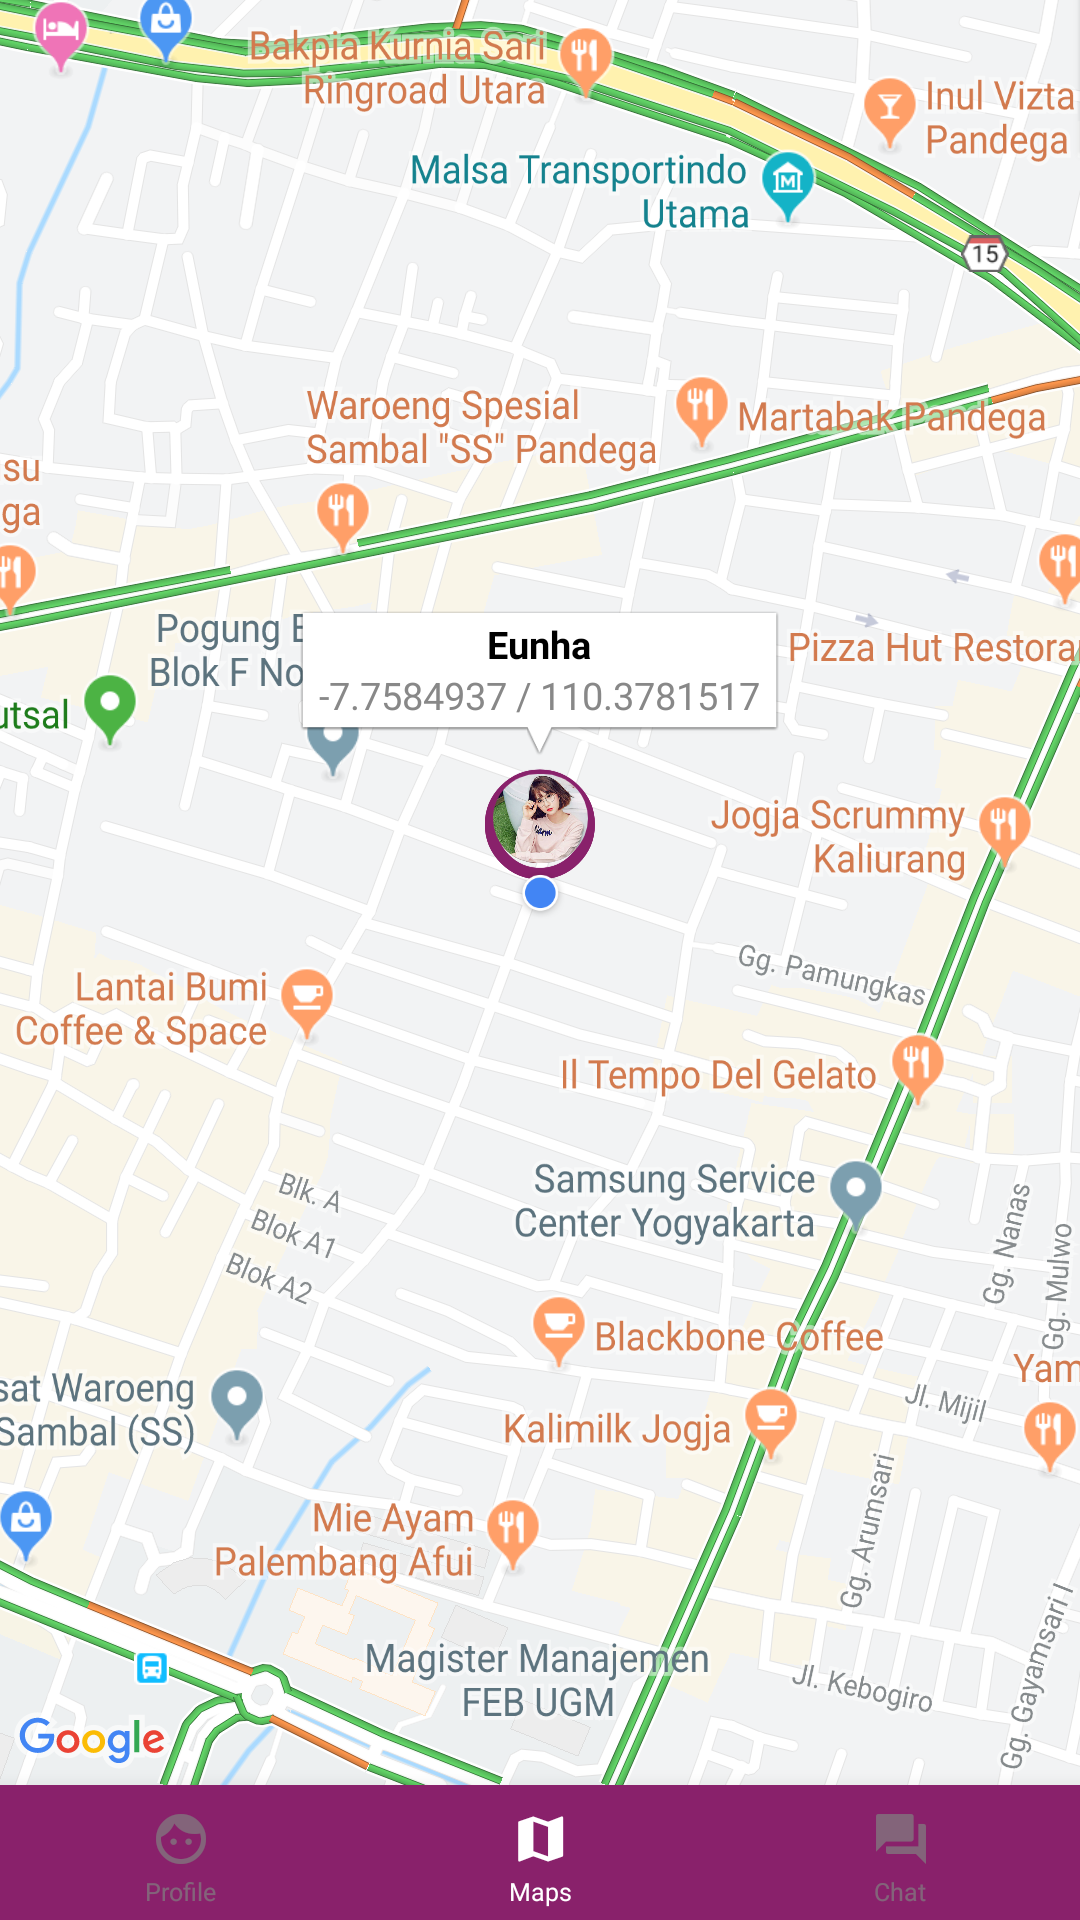 Bakpia Kurnia Sari
Ringroad Utara
Inul Vizta
Pandega
Malsa Transportindo
Utama
15
Waroeng Spesial
Sambal "SS" Pandega
Martabak Pandega
su
ga
Pogung
Blok F No
Eunha
-7.7584937 / 110.3781517
Pizza Hut Restora
utsal
Jogja Scrummy
Kaliurang
Gg. Pamungkas
Lantai Bumi
Coffee & Space
Il Tempo Del Gelato
Samsung Service
Center Yogyakarta
Blk. A
Blok A1
Blok A2
Gg. Nanas
Gg. Mulwo
Blackbone Coffee
Yam
sat Waroeng
Sambal (SS)
Jl. Mijil
Kalimilk Jogja
Gg. Arumsari
Mie Ayam
Palembang Afui
Magister Manajemen
FEB UGM
Jl. Kebogiro
Gg. Gayamsari I
Google
Profile
Maps
Chat